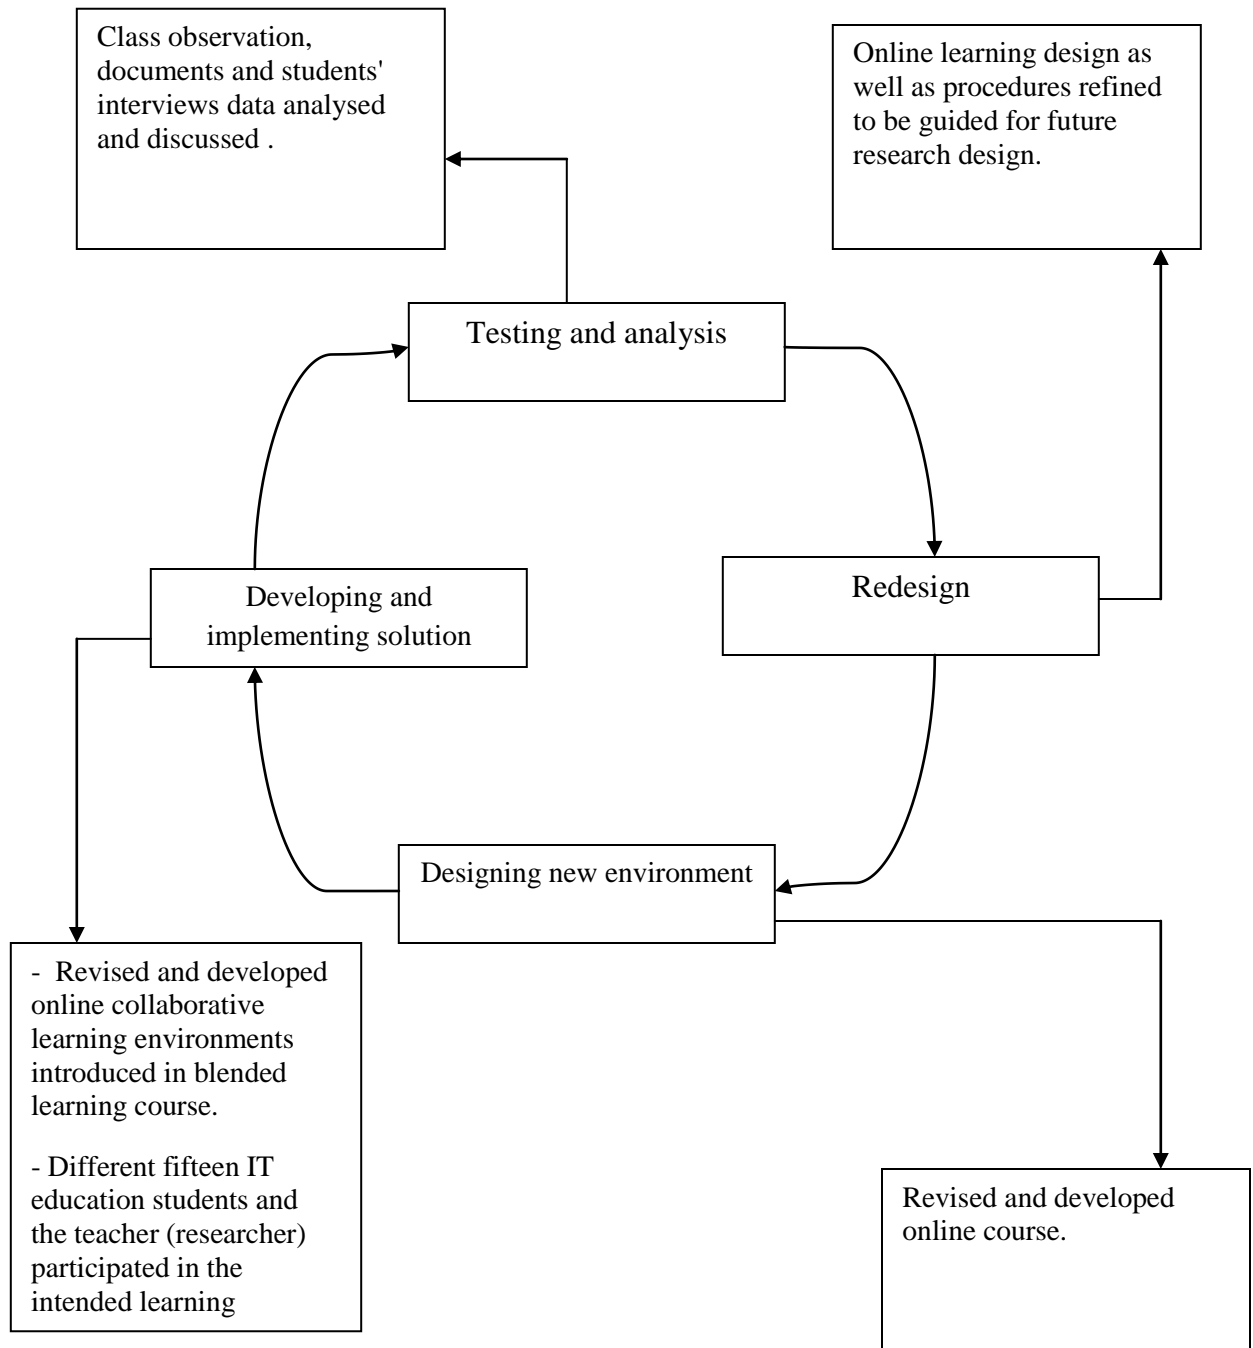 Class observation,
documents and students'
interviews data analysed
and discussed .
Online learning design as
well as procedures refined
to be guided for future
research design.
Testing and analysis
Redesign
Developing and
implementing solution
Designing new environment
-  Revised and developed
online collaborative
learning environments
introduced in blended
learning course.
- Different fifteen IT
education students and
the teacher (researcher)
participated in the
intended learning
Revised and developed
online course.